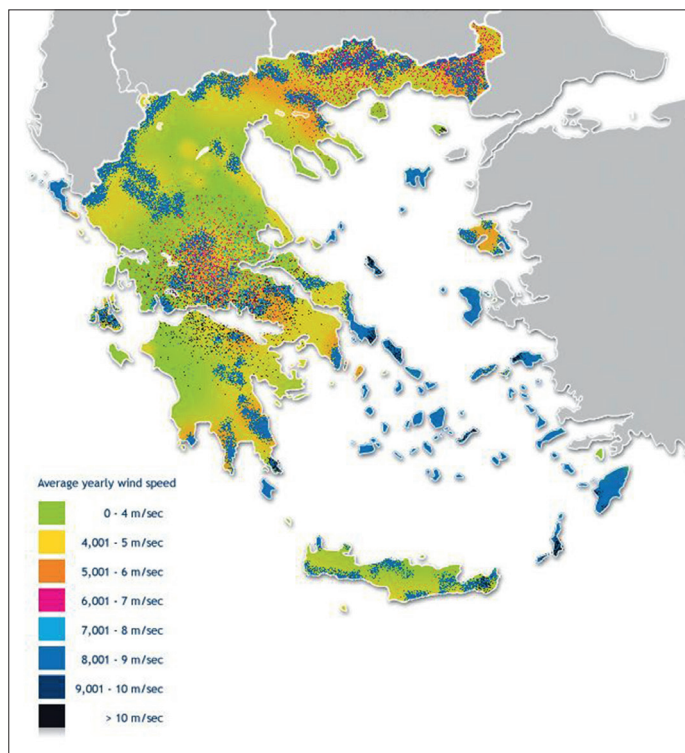 Average yearly wind speed
0 - 4 m/sec
4,001 - 5 m/sec
5,001 - 6 m/sec
6,001 - 7 m/sec
7,001 - 8 m/sec
8,001 - 9 m/sec
9,001 - 10 m/sec
> 10 m/sec